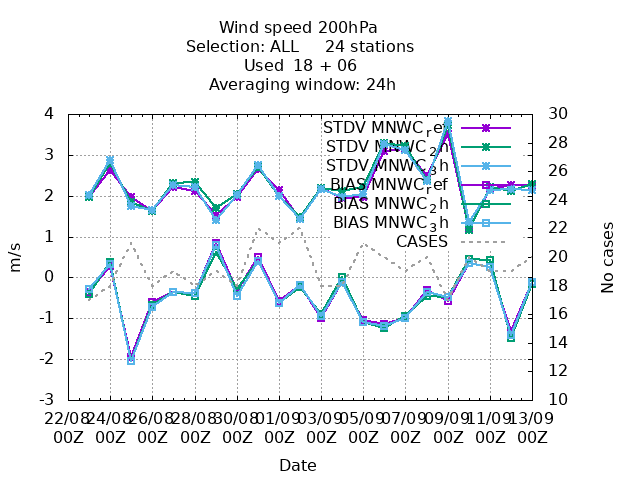 Wind speed 200hPa
Selection: ALL 24 stations
Used 18 + 06
Averaging window: 24h
4
3
2
1
0
-1
-2
-3
m/s
30
28
26
24
22
20
18
16
14
12
10
No cases
STDV MNWC_ref
STDV MNWC_2h
STDV MNWC_3h
BIAS MNWC_ref
BIAS MNWC_2h
BIAS MNWC_3h
CASES
22/08 24/08 26/08 28/08 30/08 01/09 03/09 05/09 07/09 09/09 11/09 13/09
00Z 00Z 00Z 00Z 00Z 00Z 00Z 00Z 00Z 00Z 00Z 00Z
Date